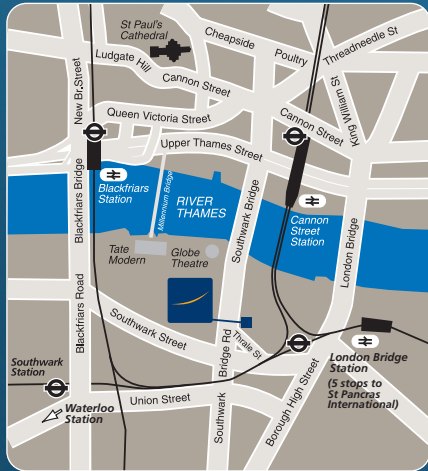 St Paul's
Cathedral
Cheapside
Threadneedle St
Poultry
Ludgate Hill
Cannon Street
New Br.Street
King William St
Queen Victoria Street
Cannon Street
Upper Thames Street
Blackfriars Bridge
Blackfriars
Station
Millennium Bridge
RIVER
THAMES
Southwark Bridge
Cannon
Street
Station
London Bridge
Tate
Modern
Globe
Theatre
Blackfriars Road
Southwark Street
Southwark Bridge Rd
Thrale St
Southwark
Station
Union Street
Borough High Street
London Bridge
Station
(5 stops to
St Pancras
International)
Waterloo
Station